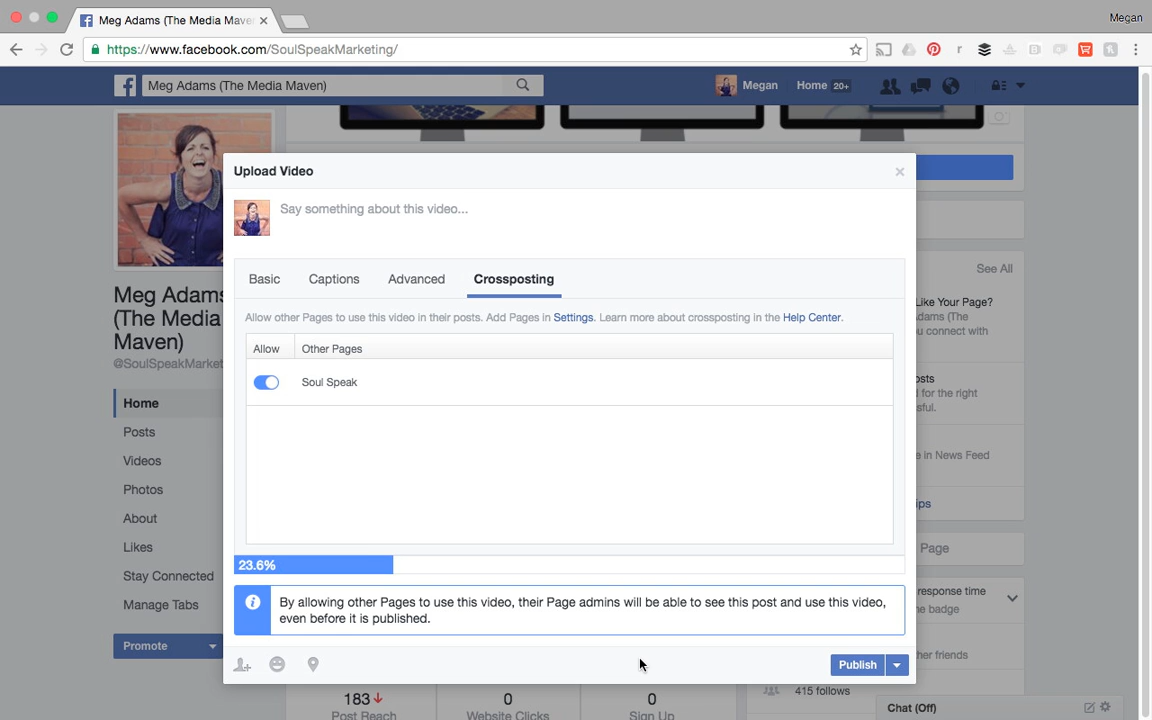 Meg Adams (The Media Maven
Megan
https://www.facebook.com/SoulSpeakMarketing/
Meg Adams (The Media Maven)
Megan
Home 20+
Upload Video
Say something about this video...
Basic
Captions
Advanced
Crossposting
Allow other Pages to use this video in their posts. Add Pages in Settings. Learn more about crossposting in the Help Center.
Allow
Other Pages
Soul Speak
23.6%
By allowing other Pages to use this video, their Page admins will be able to see this post and use this video,
even before it is published.
Publish
Meg Adams
(The Media
Maven)
@SoulSpeakMarket
Home
Posts
Videos
Photos
About
Likes
Stay Connected
Manage Tabs
Promote
See All
Like Your Page?
dams (The
u connect with
osts
d for the right
sful.
e in News Feed
ips
Page
response time
he badge
her friends
415 follows
183
Post Reach
0
Website Clicks
0
Sign Up
Chat (Off)